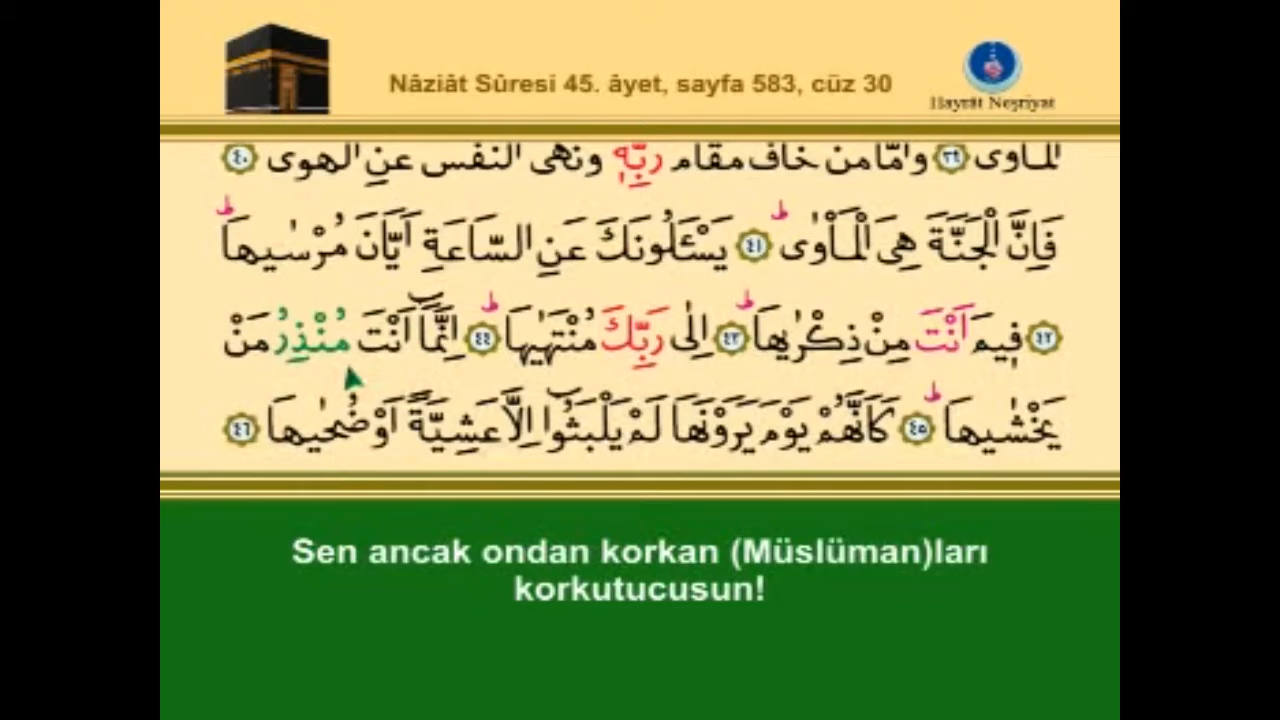 Nâziât Sûresi 45. âyet, sayfa 583, cüz 30
Hayrât Neşriyat
الْمَأْوٰى ﴿٣٩﴾ وَاَمَّا مَنْ خَافَ مَقَامَ رَبِّهٖ وَنَهَى النَّفْسَ عَنِ الْهَوٰى ﴿٤٠﴾
فَاِنَّ الْجَنَّةَ هِىَ الْمَاْوٰى ط ﴿٤١﴾ يَسْـَٔلُونَكَ عَنِ السَّاعَةِ اَيَّانَ مُرْسٰيهَا ط
﴿٤٢﴾ فٖيمَ اَنْتَ مِنْ ذِكْرٰيهَا ط ﴿٤٣﴾ اِلٰى رَبِّكَ مُنْتَهٰيهَا ط ﴿٤٤﴾ اِنَّمَٓا اَنْتَ مُنْذِرُ مَنْ
يَخْشٰيهَا ط ﴿٤٥﴾ كَاَنَّهُمْ يَوْمَ يَرَوْنَهَا لَمْ يَلْبَثُٓوا اِلَّا عَشِيَّةً اَوْ ضُحٰيهَا ﴿٤٦﴾
Sen ancak ondan korkan (Müslüman)ları
korkutucusun!